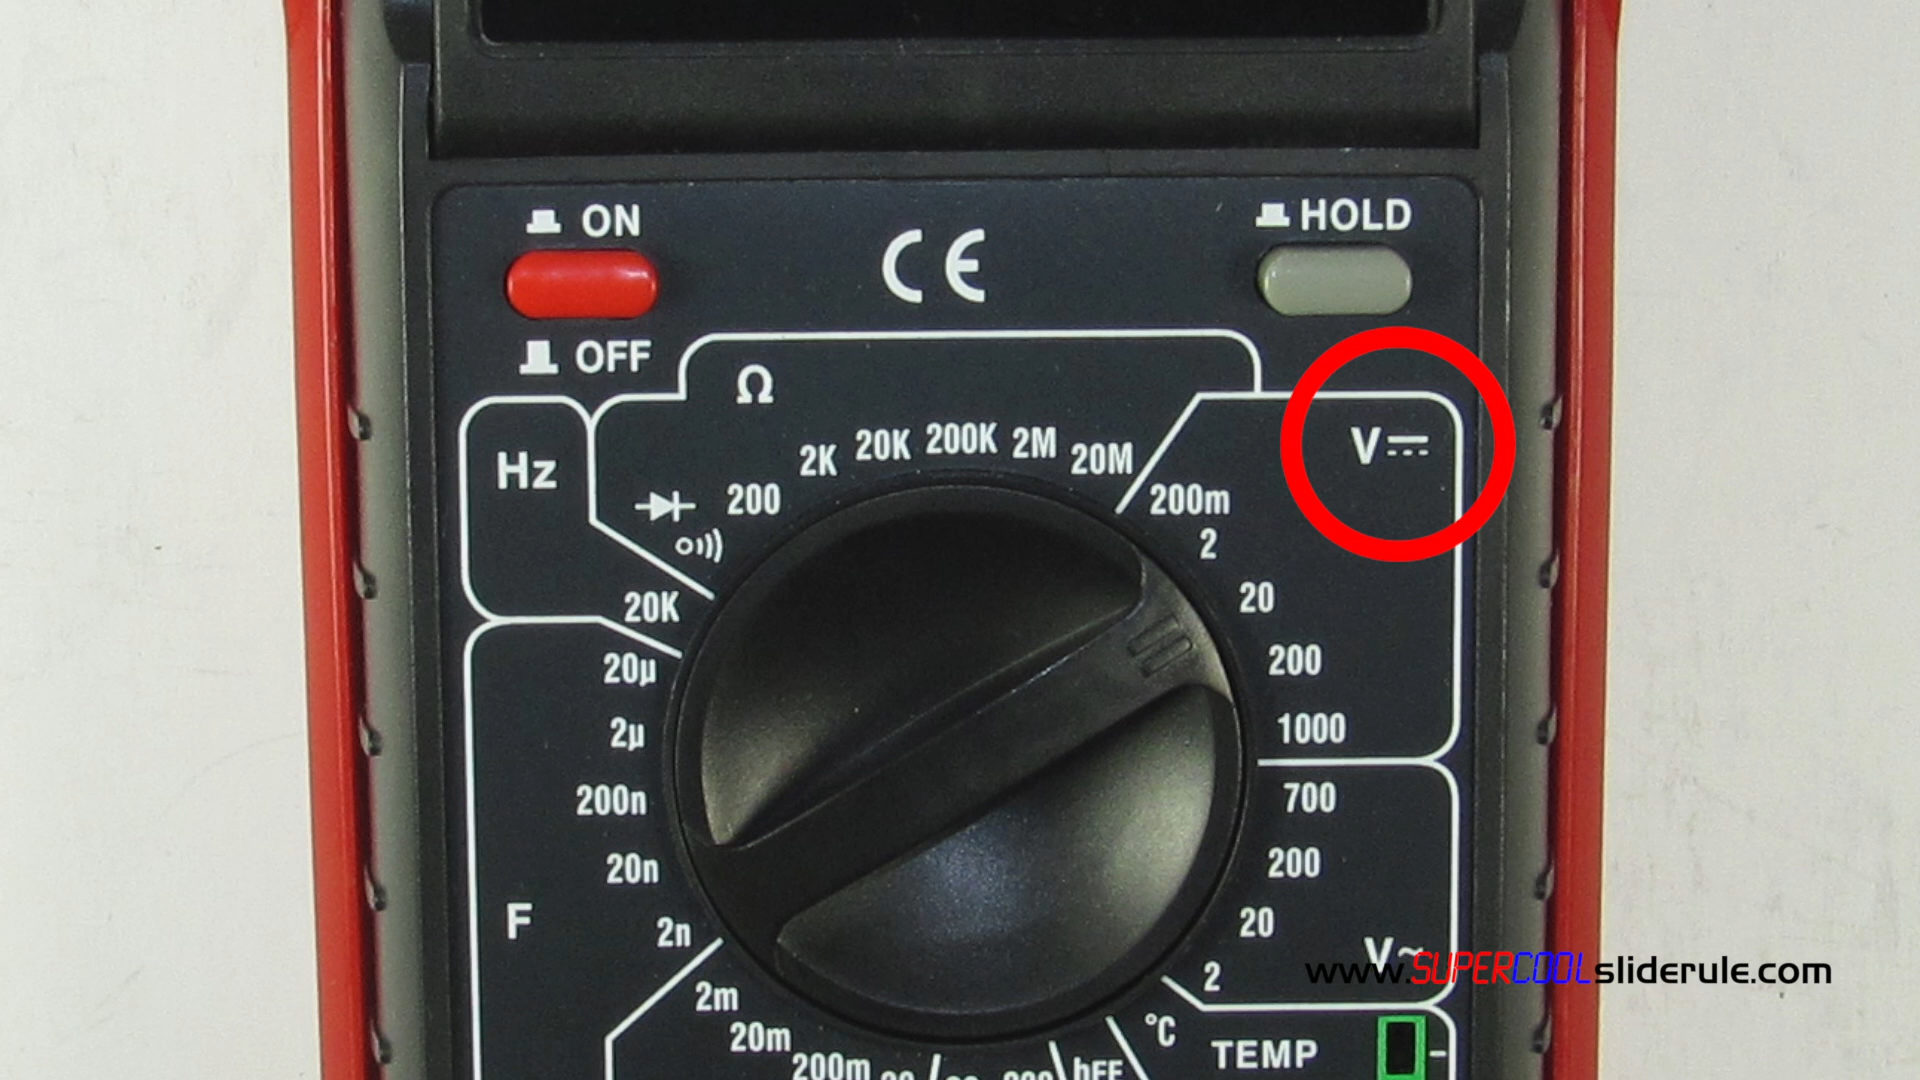 ON
HOLD
CE
OFF
Ω
V
Hz
200
2K
20K
200K
2M
20M
200m
2
20
200
1000
20K
20µ
2µ
200n
20n
2n
F
700
200
20
2
V~
www.SUPERCOOLsliderule.com
2m
20m
200m
hFE
°C
TEMP